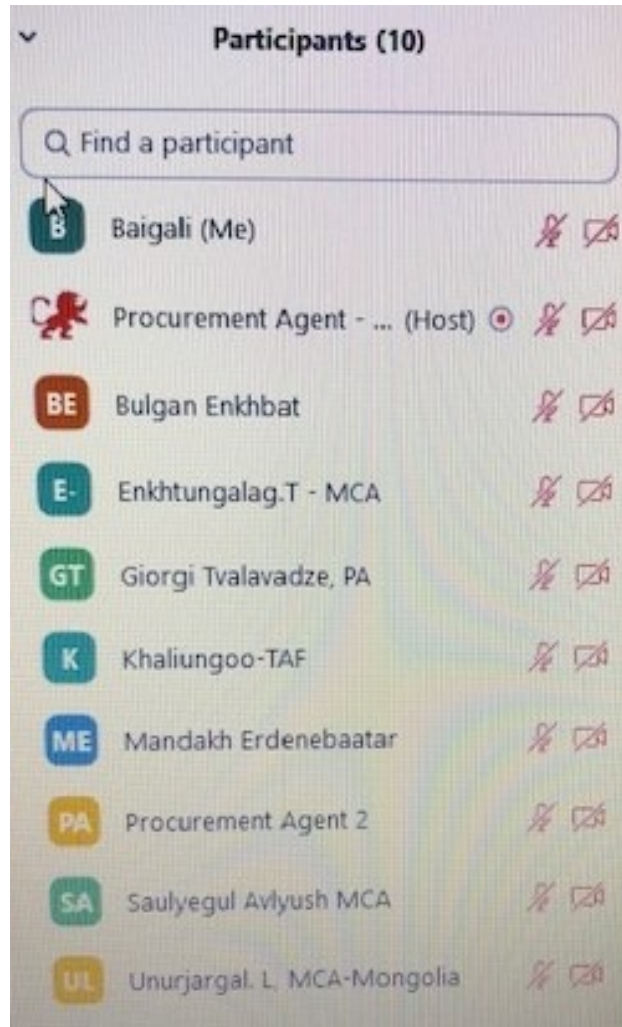 Participants (10)
Find a participant
B Baigali (Me)
Procurement Agent - ... (Host)
BE Bulgan Enkhbat
E- Enkhtungalag.T - MCA
GT Giorgi Tvalavadze, PA
K Khaliungoo-TAF
ME Mandakh Erdenebaatar
PA Procurement Agent 2
SA Saulyegul Avlyush MCA
UL Unurjargal. L. MCA-Mongolia